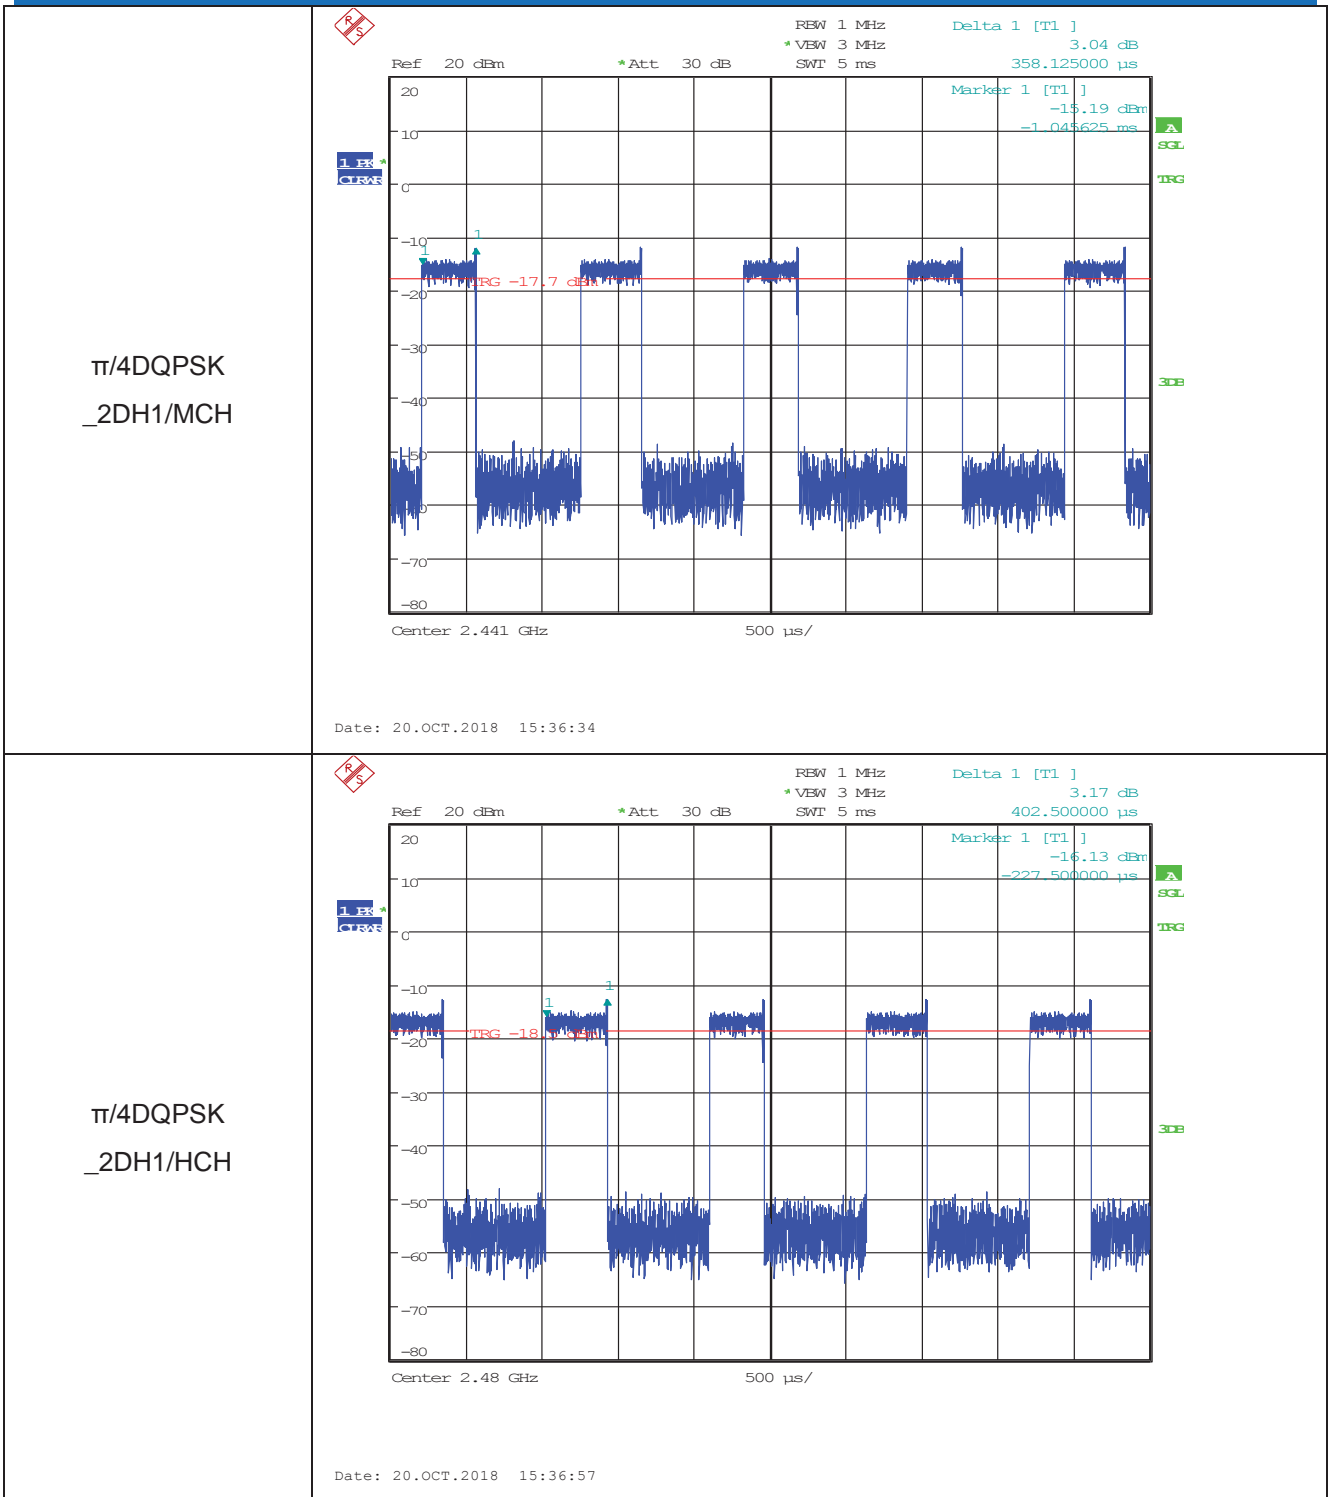 π/4DQPSK
_2DH1/MCH
R S
RBW 1 MHz Delta 1 [T1 ]
*VBW 3 MHz 3.04 dB
Ref 20 dBm *Att 30 dB SWT 5 ms 358.125000 µs
20 Marker 1 [T1 ]
-15.19 dBm
-1.045625 ms A
10
SGL
1 PK *
CLRWR
0
TRG
-10
1 1
TRG -17.7 dBm
-20
-30
3DB
-40
-50
-70
-80
Center 2.441 GHz 500 µs/
Date: 20.OCT.2018 15:36:34
π/4DQPSK
_2DH1/HCH
R S
RBW 1 MHz Delta 1 [T1 ]
*VBW 3 MHz 3.17 dB
Ref 20 dBm *Att 30 dB SWT 5 ms 402.500000 µs
20 Marker 1 [T1 ]
-16.13 dBm
-227.500000 µs A
10
SGL
1 PK *
CLRWR
0
TRG
-10
1 1
TRG
-20
-30
3DB
-40
-50
-60
-70
-80
Center 2.48 GHz 500 µs/
Date: 20.OCT.2018 15:36:57